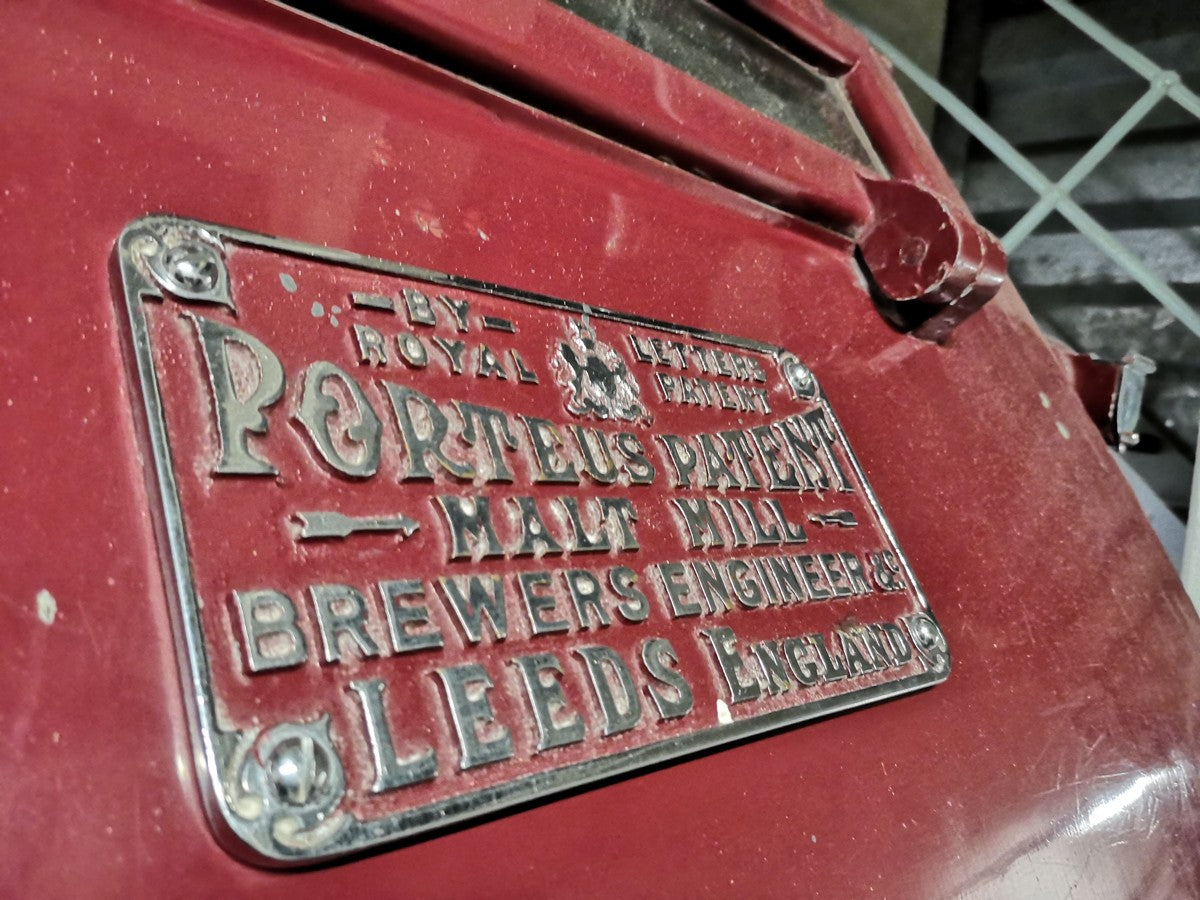 —BY—
ROYAL LETTERS
PATENT
PORTEUS PATENT
MALT MILL
BREWERS ENGINEER &c
LEEDS ENGLAND